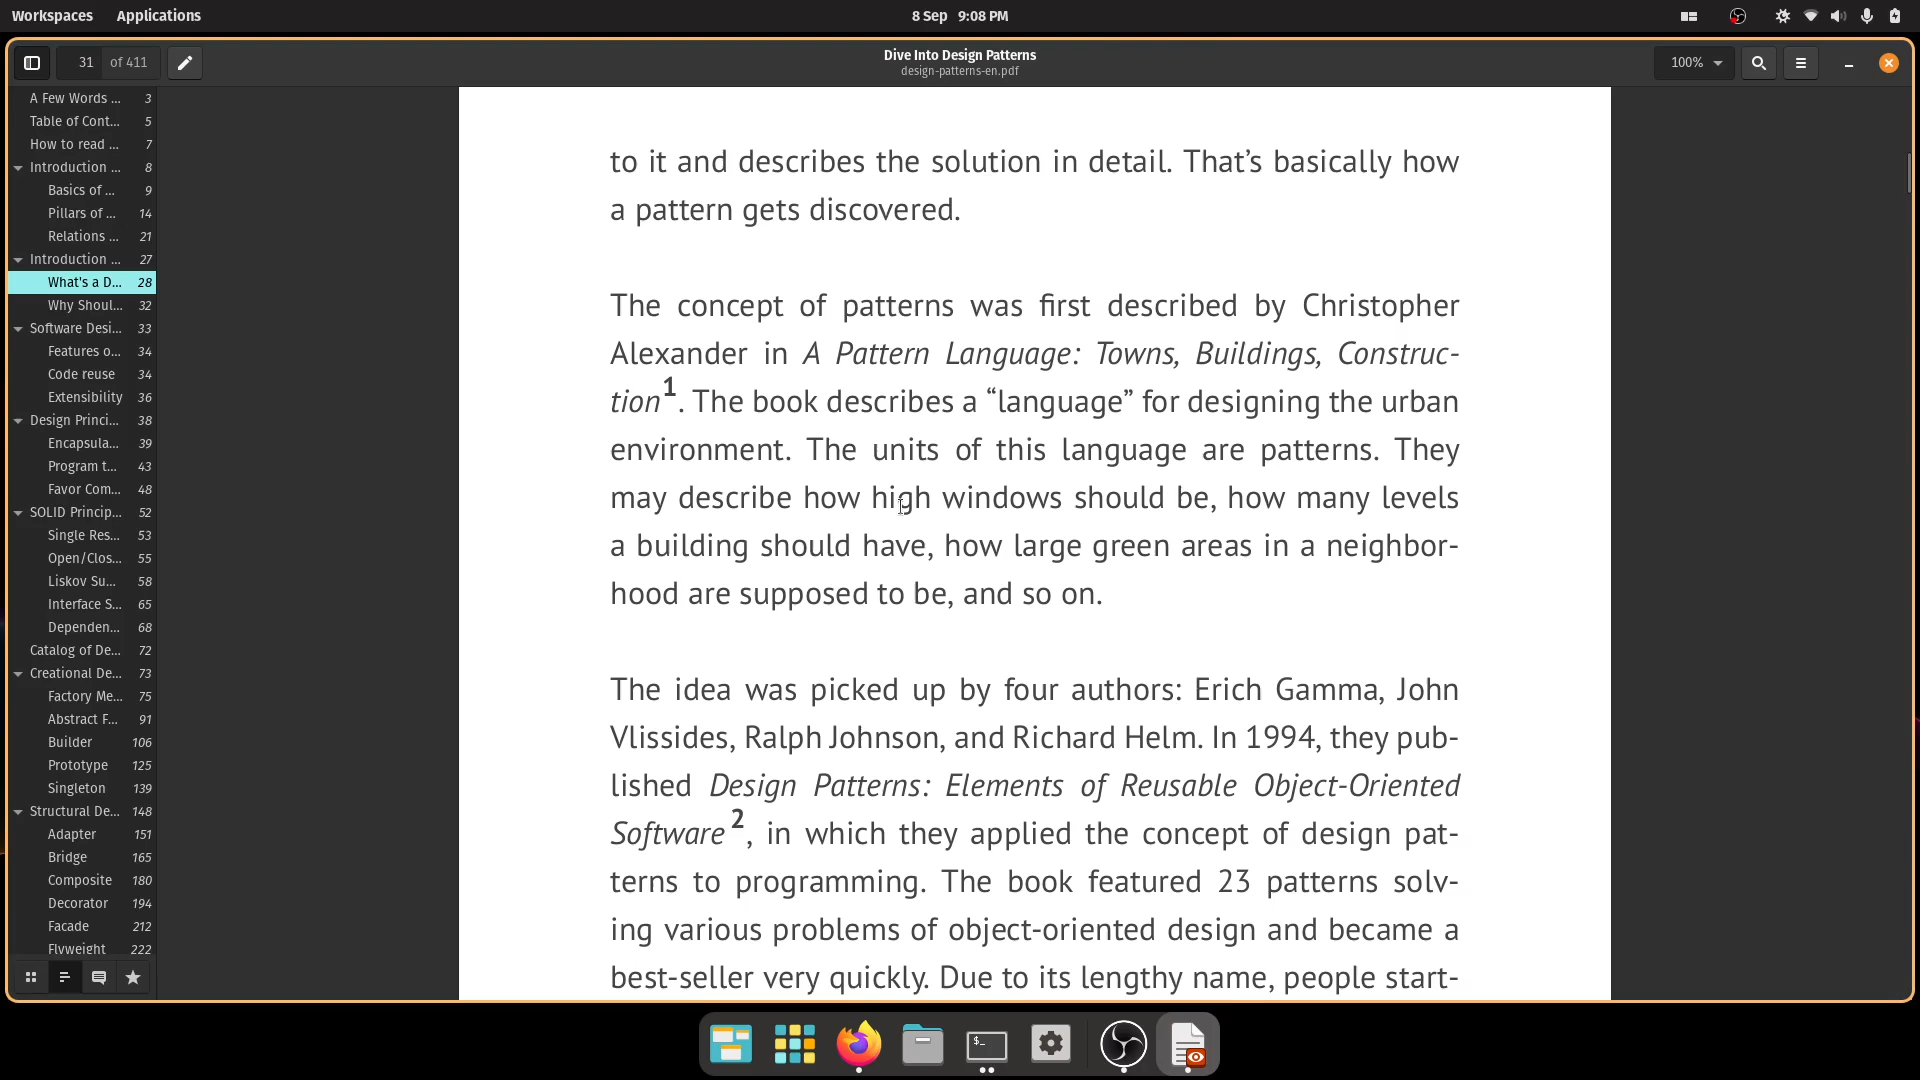 Workspaces Applications 8 Sep 9:08 PM
31 of 411 Dive Into Design Patterns 100%
design-patterns-en.pdf
A Few Words ... 3
Table of Cont... 5
How to read ... 7
Introduction ... 8
Basics of ... 9
Pillars of ... 14
Relations ... 21
Introduction ... 27
What's a D... 28
Why Shoul... 32
Software Desi... 33
Features o... 34
Code reuse 34
Extensibility 36
Design Princi... 38
Encapsula... 39
Program t... 43
Favor Com... 48
SOLID Princip... 52
Single Res... 53
Open/Clos... 55
Liskov Su... 58
Interface S... 65
Dependen... 68
Catalog of De... 72
Creational De... 73
Factory Me... 75
Abstract F... 91
Builder 106
Prototype 125
Singleton 139
Structural De... 148
Adapter 151
Bridge 165
Composite 180
Decorator 194
Facade 212
Flyweight 222
to it and describes the solution in detail. That’s basically how
a pattern gets discovered.
The concept of patterns was first described by Christopher
Alexander in A Pattern Language: Towns, Buildings, Construc-
tion1. The book describes a “language” for designing the urban
environment. The units of this language are patterns. They
may describe how high windows should be, how many levels
a building should have, how large green areas in a neighbor-
hood are supposed to be, and so on.
The idea was picked up by four authors: Erich Gamma, John
Vlissides, Ralph Johnson, and Richard Helm. In 1994, they pub-
lished Design Patterns: Elements of Reusable Object-Oriented
Software2, in which they applied the concept of design pat-
terns to programming. The book featured 23 patterns solv-
ing various problems of object-oriented design and became a
best-seller very quickly. Due to its lengthy name, people start-
$_